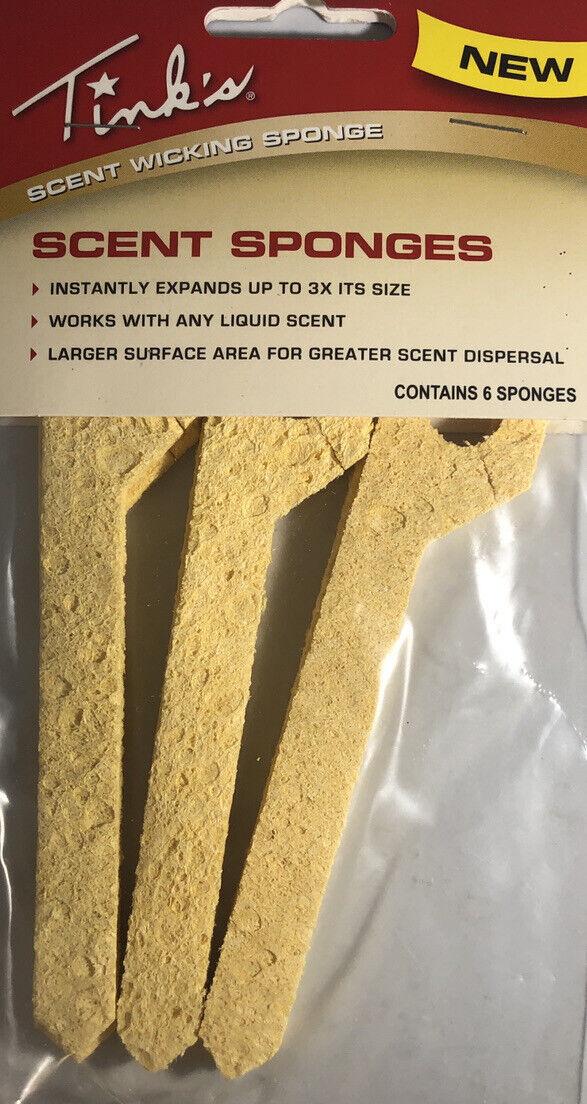 NEW
Tink's®
SCENT WICKING SPONGE
SCENT SPONGES
INSTANTLY EXPANDS UP TO 3X ITS SIZE
WORKS WITH ANY LIQUID SCENT
LARGER SURFACE AREA FOR GREATER SCENT DISPERSAL
CONTAINS 6 SPONGES